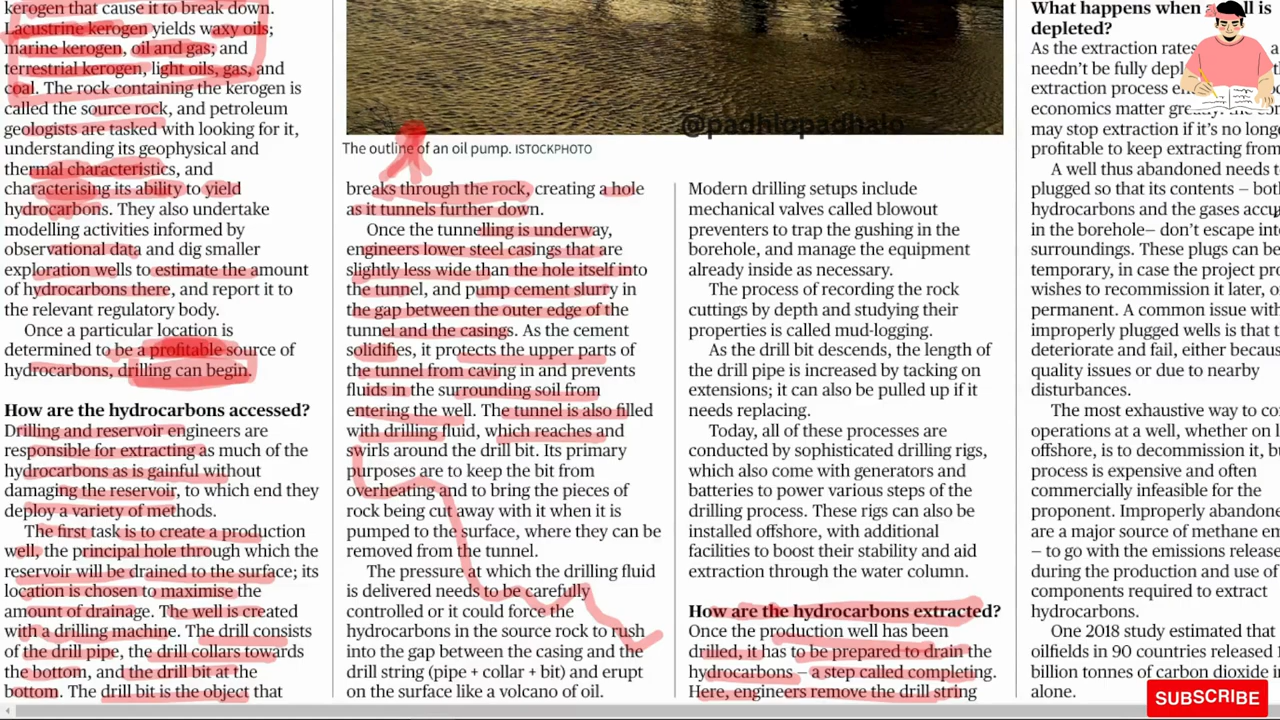 kerogen that cause it to break down.
Lacustrine kerogen yields waxy oils;
marine kerogen, oil and gas; and
terrestrial kerogen, light oils, gas, and
coal. The rock containing the kerogen is
called the source rock, and petroleum
geologists are tasked with looking for it,
understanding its geophysical and
thermal characteristics, and
characterising its ability to yield
hydrocarbons. They also undertake
modelling activities informed by
observational data and dig smaller
exploration wells to estimate the amount
of hydrocarbons there, and report it to
the relevant regulatory body.
Once a particular location is
determined to be a profitable source of
hydrocarbons, drilling can begin.
How are the hydrocarbons accessed?
Drilling and reservoir engineers are
responsible for extracting as much of the
hydrocarbons as is gainful without
damaging the reservoir, to which end they
deploy a variety of methods.
The first task is to create a production
well, the principal hole through which the
reservoir will be drained to the surface; its
location is chosen to maximise the
amount of drainage. The well is created
with a drilling machine. The drill consists
of the drill pipe, the drill collars towards
the bottom, and the drill bit at the
bottom. The drill bit is the object that
The outline of an oil pump. ISTOCKPHOTO
breaks through the rock, creating a hole
as it tunnels further down.
Once the tunnelling is underway,
engineers lower steel casings that are
slightly less wide than the hole itself into
the tunnel, and pump cement slurry in
the gap between the outer edge of the
tunnel and the casings. As the cement
solidifies, it protects the upper parts of
the tunnel from caving in and prevents
fluids in the surrounding soil from
entering the well. The tunnel is also filled
with drilling fluid, which reaches and
swirls around the drill bit. Its primary
purposes are to keep the bit from
overheating and to bring the pieces of
rock being cut away with it when it is
pumped to the surface, where they can be
removed from the tunnel.
The pressure at which the drilling fluid
is delivered needs to be carefully
controlled or it could force the
hydrocarbons in the source rock to rush
into the gap between the casing and the
drill string (pipe + collar + bit) and erupt
on the surface like a volcano of oil.
Modern drilling setups include
mechanical valves called blowout
preventers to trap the gushing in the
borehole, and manage the equipment
already inside as necessary.
The process of recording the rock
cuttings by depth and studying their
properties is called mud-logging.
As the drill bit descends, the length of
the drill pipe is increased by tacking on
extensions; it can also be pulled up if it
needs replacing.
Today, all of these processes are
conducted by sophisticated drilling rigs,
which also come with generators and
batteries to power various steps of the
drilling process. These rigs can also be
installed offshore, with additional
facilities to boost their stability and aid
extraction through the water column.
How are the hydrocarbons extracted?
Once the production well has been
drilled, it has to be prepared to drain the
hydrocarbons – a step called completing.
Here, engineers remove the drill string
What happens when a is
depleted?
As the extraction rates
needn't be fully
extraction process
economics matter
may stop extraction if it's no
profitable to keep extracting from
A well thus abandoned needs
plugged so that its contents –
hydrocarbons and the gases
in the borehole– don't escape
surroundings. These plugs can be
temporary, in case the project
wishes to recommission it later,
permanent. A common issue with
improperly plugged wells is that
deteriorate and fail, either
quality issues or due to nearby
disturbances.
The most exhaustive way to
operations at a well, whether on
offshore, is to decommission it,
process is expensive and often
commercially infeasible for the
proponent. Improperly
are a major source of methane
– to go with the emissions
during the production and use of
components required to extract
hydrocarbons.
One 2018 study estimated that
oilfields in 90 countries released
billion tonnes of carbon dioxide
alone.
SUBSCRIBE